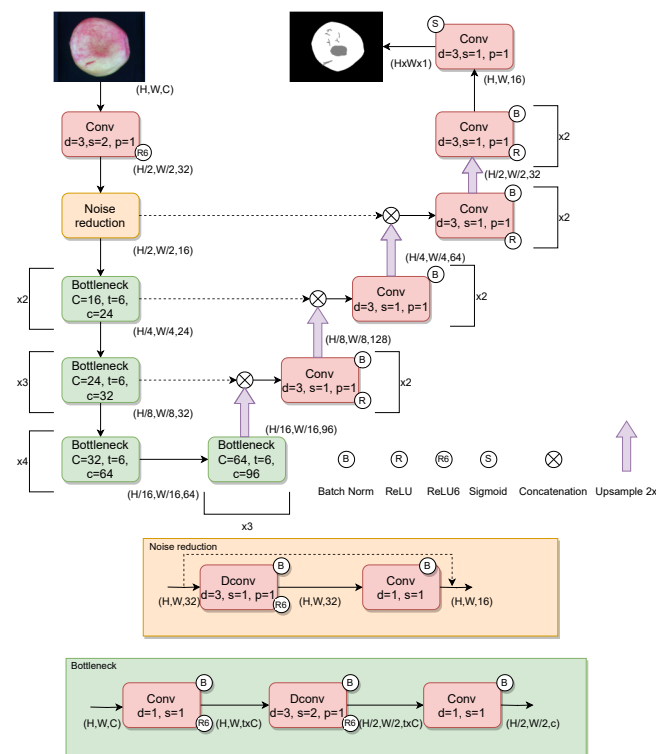 (H,W,C)
Conv
d=3,s=2, p=1
R6
(H/2,W/2,32)
Noise
reduction
(H/2,W/2,16)
x2
Bottleneck
C=16, t=6,
c=24
(H/4,W/4,24)
x3
Bottleneck
C=24, t=6,
c=32
(H/8,W/8,32)
x4
Bottleneck
C=32, t=6,
c=64
(H/16,W/16,64)
Bottleneck
C=64, t=6,
c=96
x3
(H/16,W/16,96)
Conv
d=3, s=1, p=1
B
R
x2
(H/8,W/8,128)
Conv
d=3, s=1, p=1
B
x2
(H/4,W/4,64)
Conv
d=3, s=1, p=1
B
R
x2
(H/2,W/2,32
Conv
d=3,s=1, p=1
B
R
x2
(H,W,16)
Conv
d=3,s=1, p=1
S
(HxWx1)
B
Batch Norm
R
ReLU
R6
ReLU6
S
Sigmoid
Concatenation
Upsample 2x
Noise reduction
(H,W,32)
Dconv
d=3, s=1, p=1
B
R6
(H,W,32)
Conv
d=1, s=1
B
(H,W,16)
Bottleneck
(H,W,C)
Conv
d=1, s=1
B
R6
(H,W,txC)
Dconv
d=3, s=2, p=1
B
R6
(H/2,W/2,txC)
Conv
d=1, s=1
B
(H/2,W/2,c)